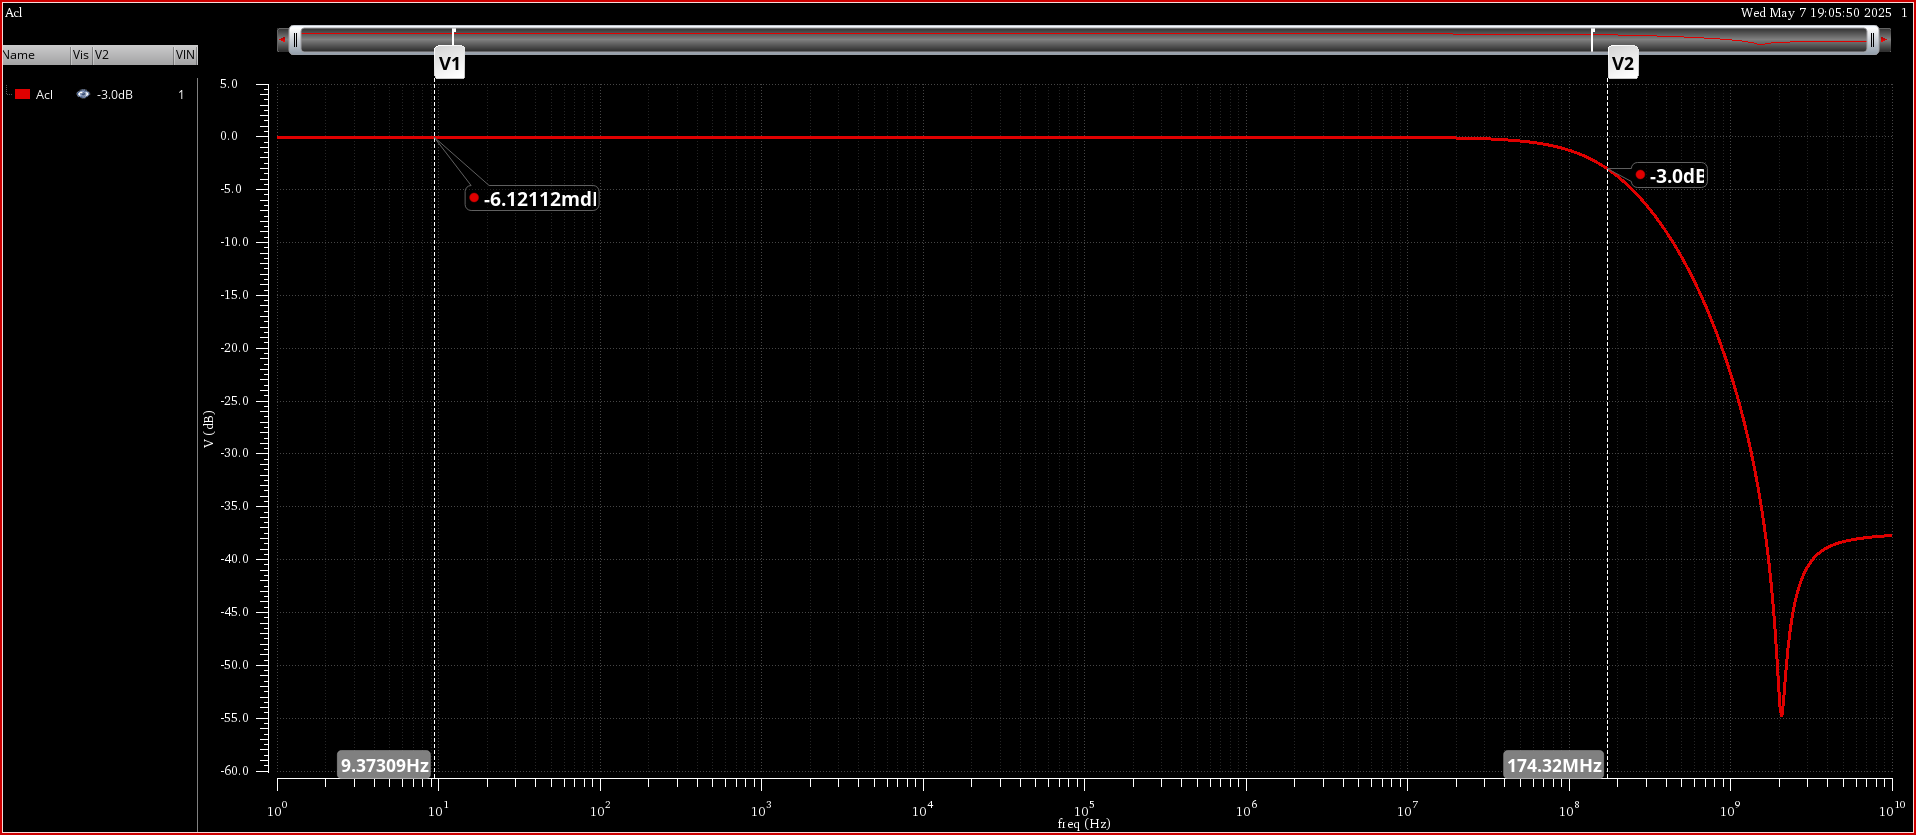 Acl
Wed May 7 19:05:50 2025 1
Name Vis V2 VIN
Acl -3.0dB 1
V1
V2
5.0
0.0
-5.0
-10.0
-15.0
-20.0
-25.0
-30.0
-35.0
-40.0
-45.0
-50.0
-55.0
-60.0
V (dB)
-6.12112md
-3.0dB
9.37309Hz
174.32MHz
10^0 10^1 10^2 10^3 10^4 10^5 10^6 10^7 10^8 10^9 10^10
freq (Hz)